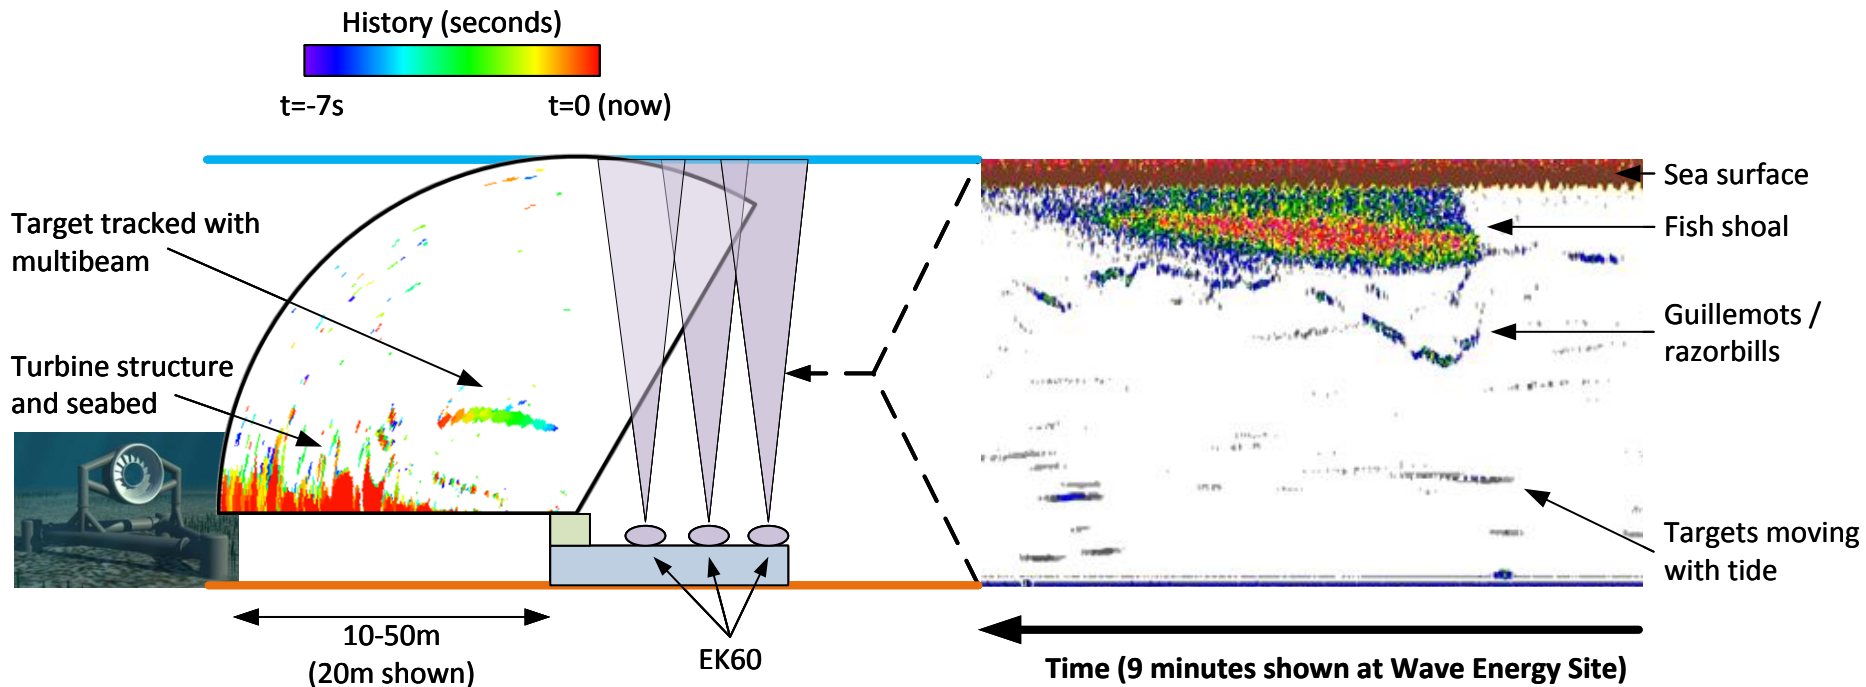 History (seconds)
t=-7s
t=0 (now)
Target tracked with
multibeam
Turbine structure
and seabed
10-50m
(20m shown)
EK60
Sea surface
Fish shoal
Guillemots /
razorbills
Targets moving
with tide
Time (9 minutes shown at Wave Energy Site)